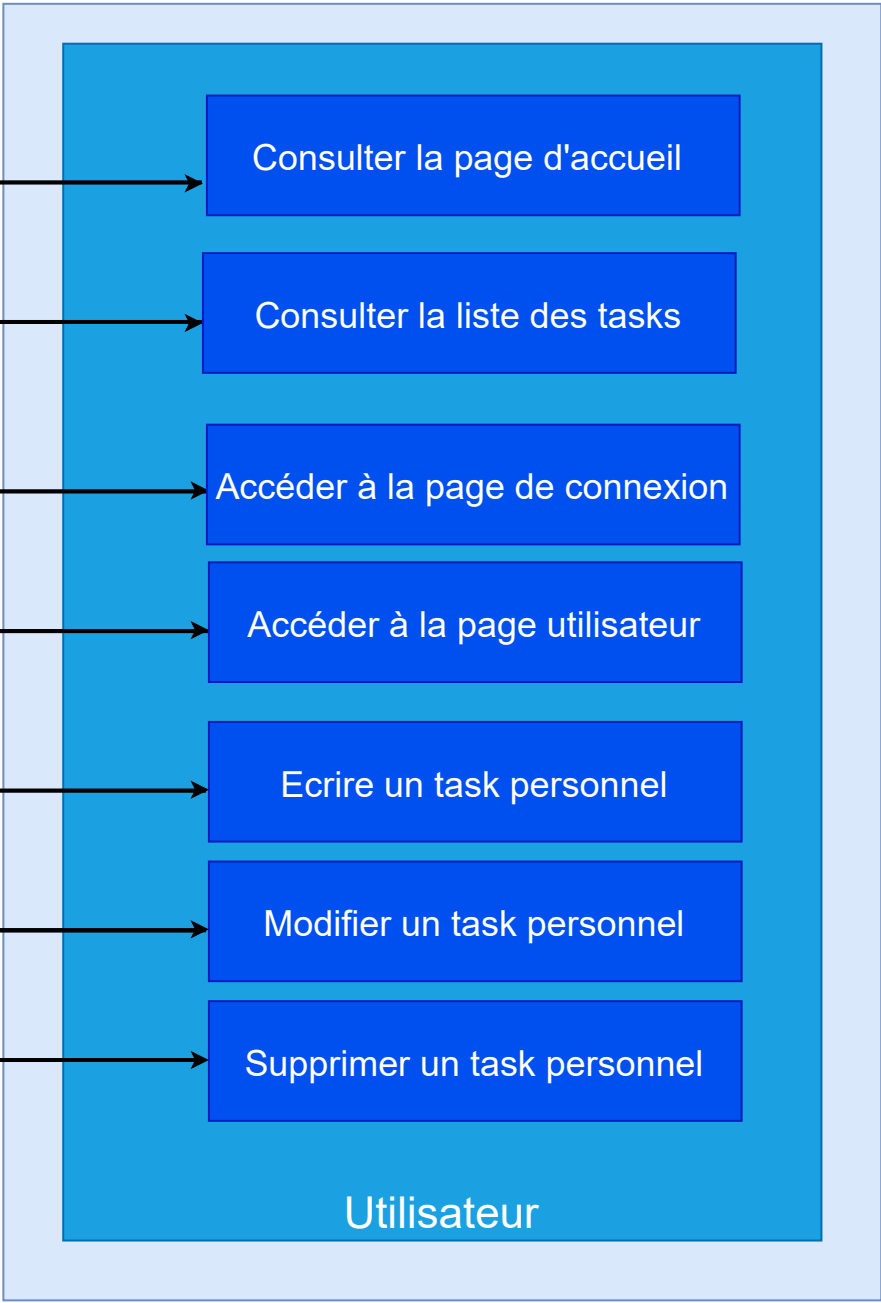 Consulter la page d'accueil
Consulter la liste des tasks
Accéder à la page de connexion
Accéder à la page utilisateur
Ecrire un task personnel
Modifier un task personnel
Supprimer un task personnel
Utilisateur